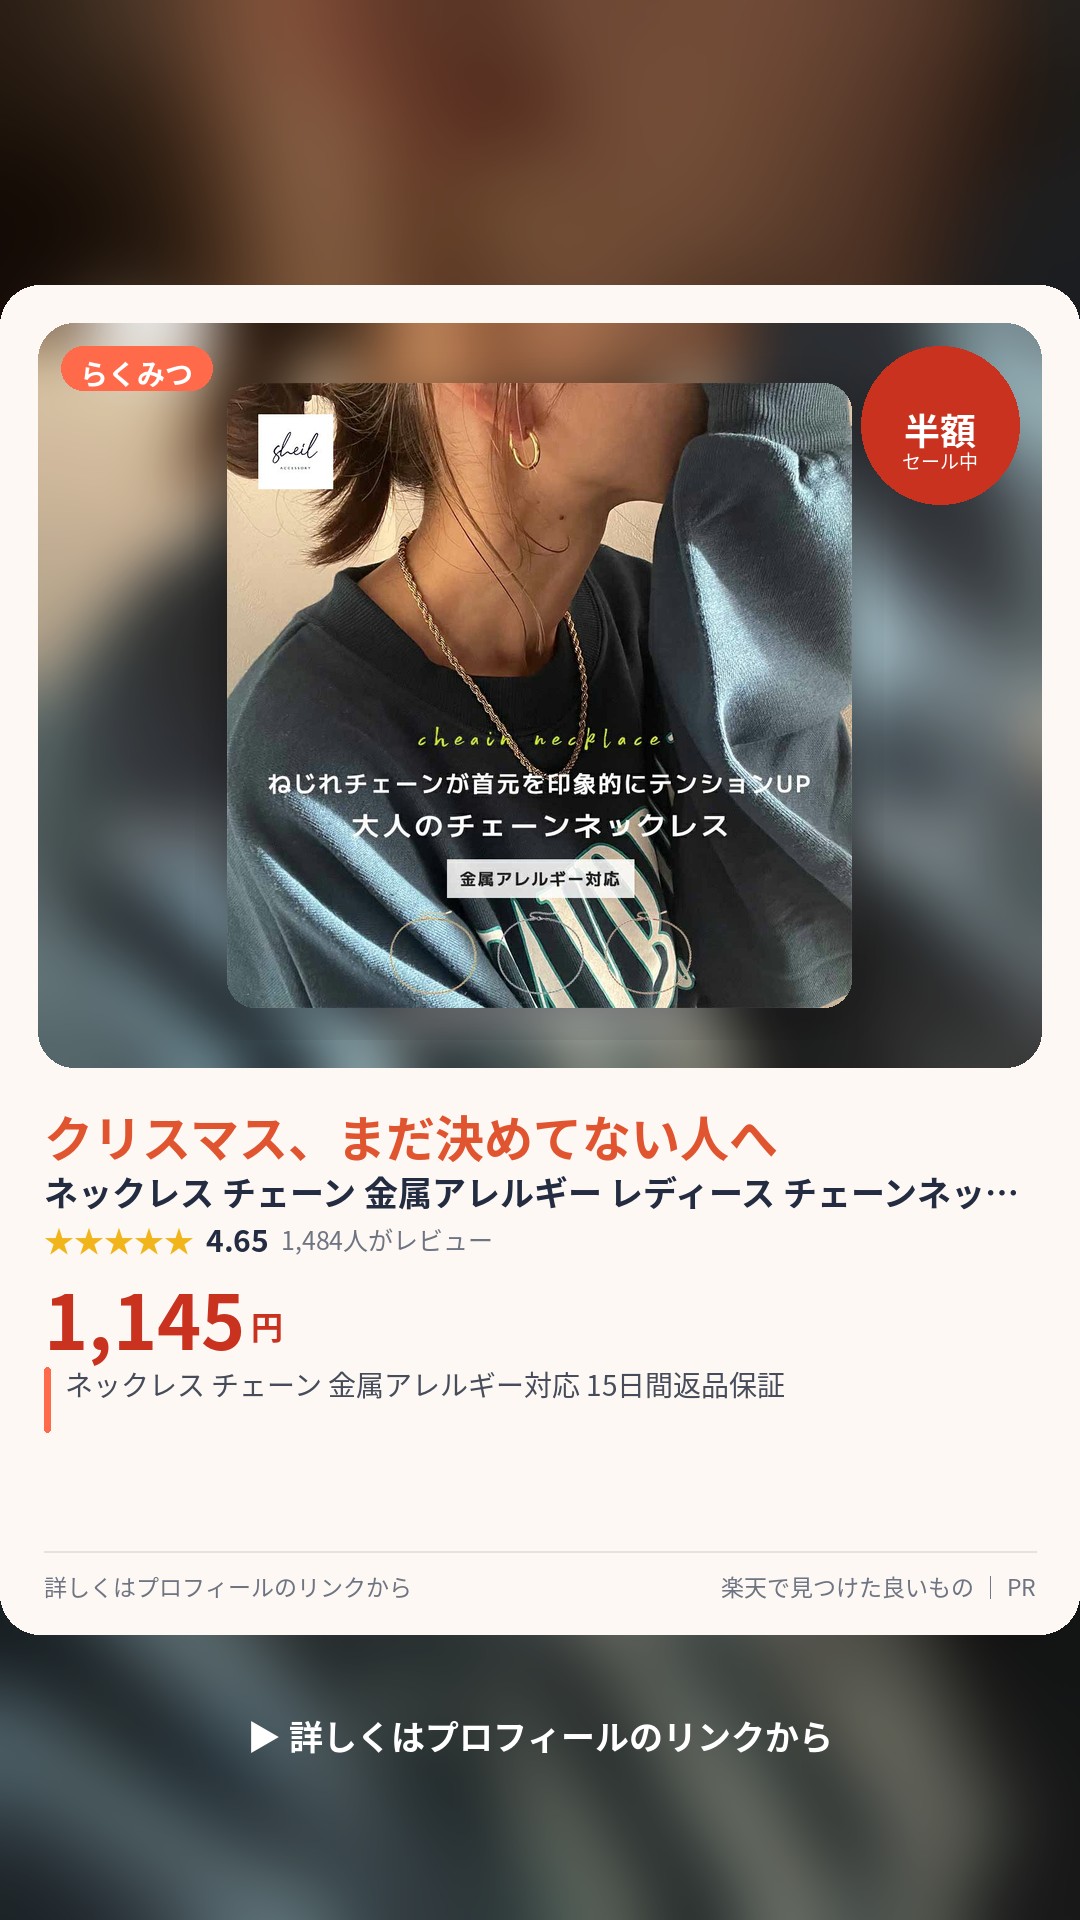 らくみつ
半額
セール中
sheil
ACCESSORY
cheain necklace
ねじれチェーンが首元を印象的にテンションUP
大人のチェーンネックレス
金属アレルギー対応
クリスマス、まだ決めてない人へ
ネックレス チェーン 金属アレルギー レディース チェーンネッ…
★★★★★ 4.65 1,484人がレビュー
1,145円
ネックレス チェーン 金属アレルギー対応 15日間返品保証
詳しくはプロフィールのリンクから
楽天で見つけた良いもの｜PR
▶ 詳しくはプロフィールのリンクから